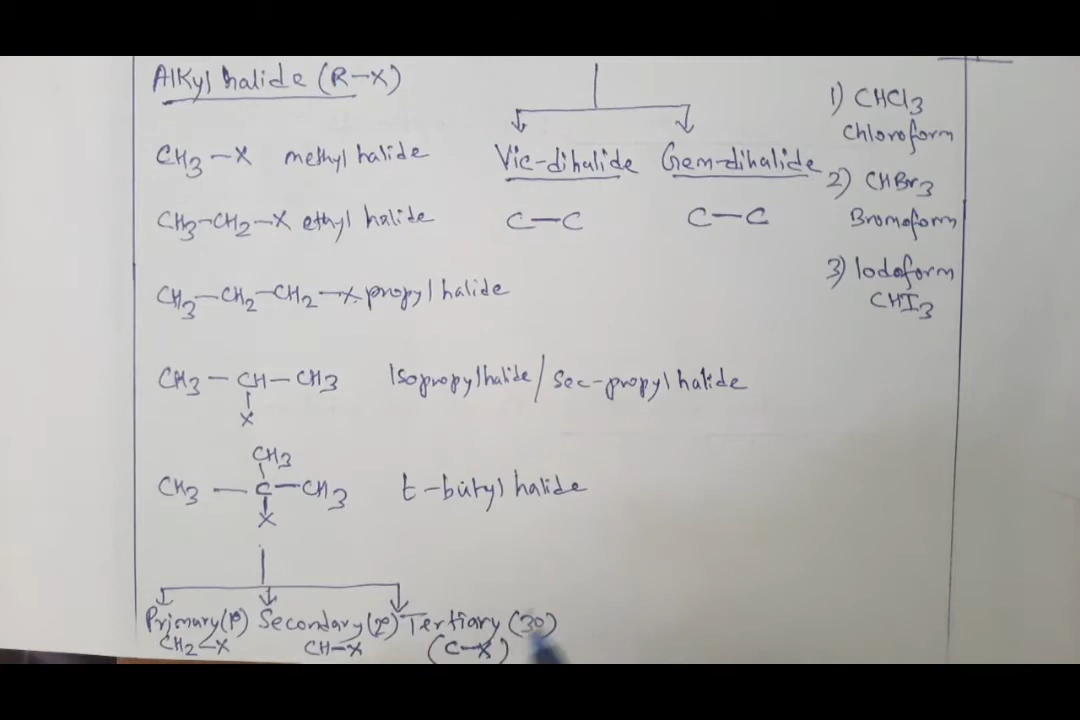 Alkyl halide (R-X)
CH3-X methyl halide
CH3-CH2-X ethyl halide
CH3-CH2-CH2-X propyl halide
Vic-dihalide Gem-dihalide
C-C C-C
1) CHCl3
Chloroform
2) CHBr3
Bromoform
3) Iodoform
CHI3
CH3-CH-CH3 Isopropyl halide/Sec-propyl halide
X
CH3
CH3-C-CH3 t-butyl halide
X
Primary(1°) Secondary(2°) Tertiary (3°)
CH2-X CH-X (C-X)